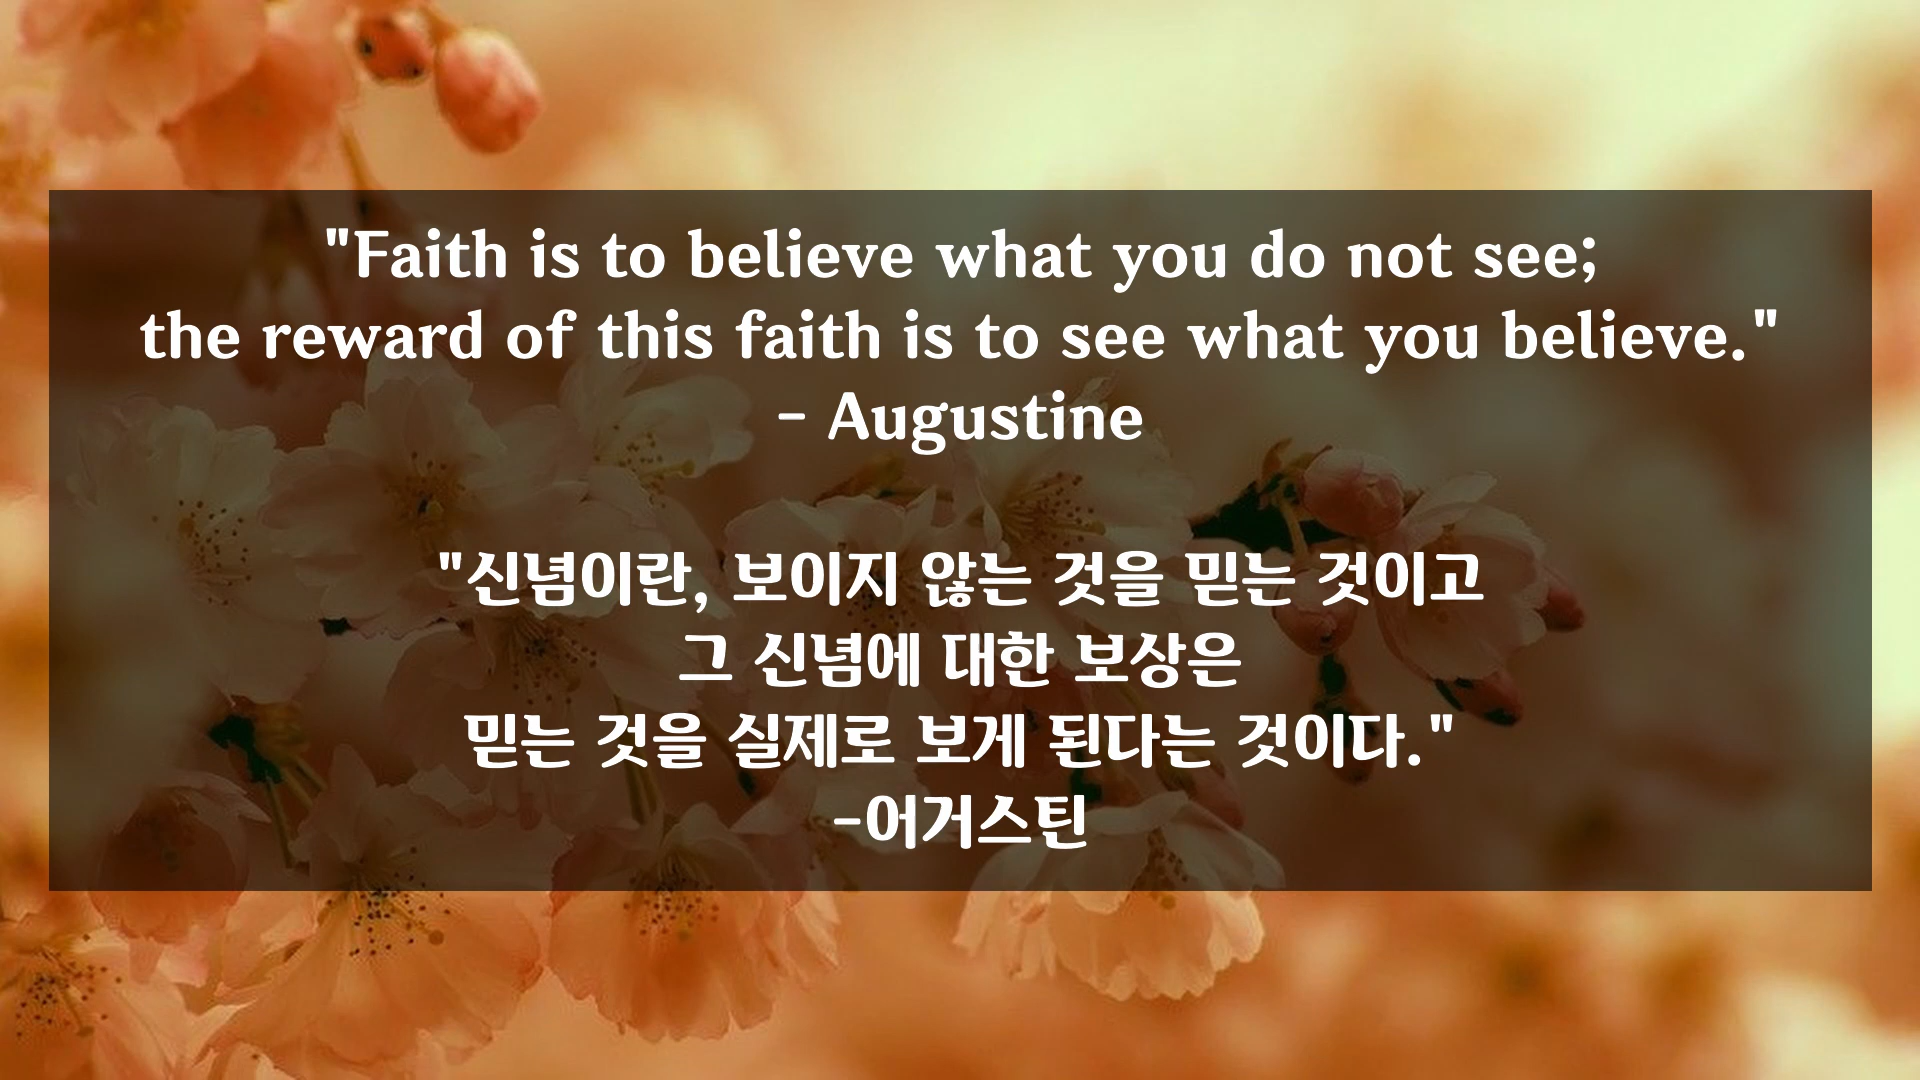 "Faith is to believe what you do not see;
the reward of this faith is to see what you believe."
- Augustine
"신념이란, 보이지 않는 것을 믿는 것이고
그 신념에 대한 보상은
믿는 것을 실제로 보게 된다는 것이다."
-어거스틴